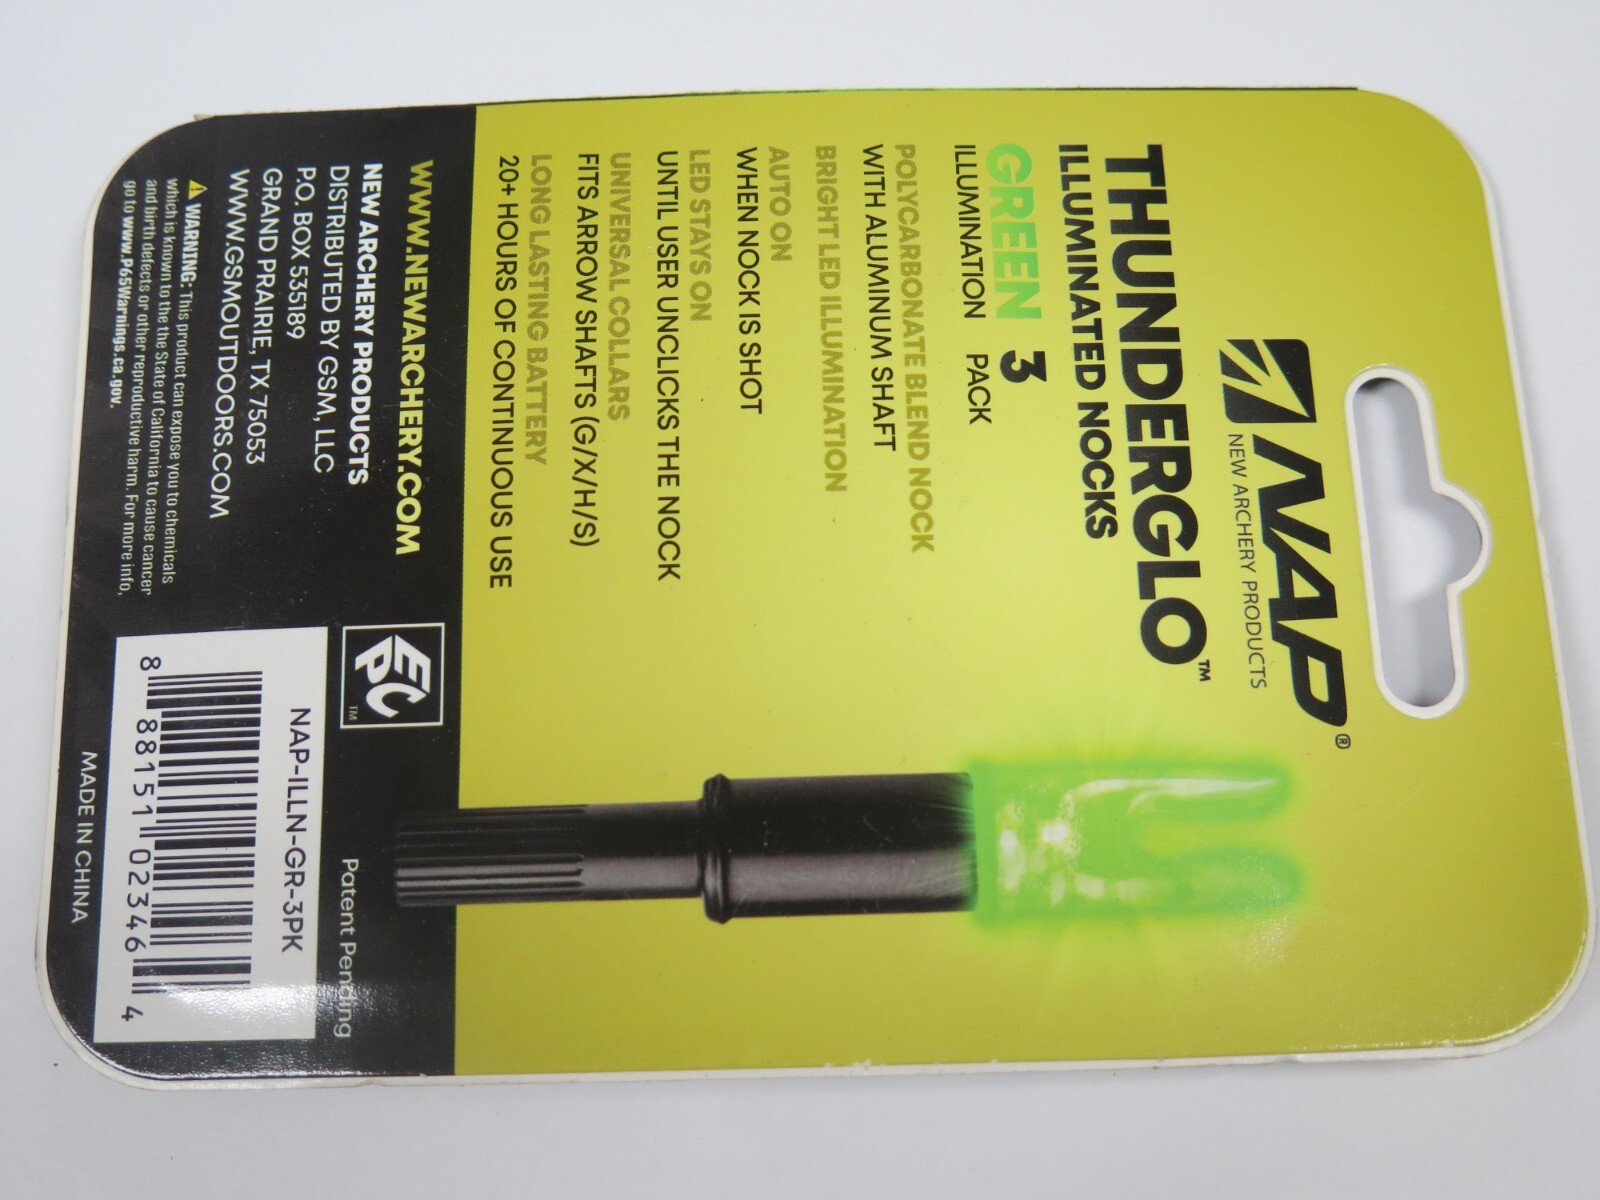 NAP®
NEW ARCHERY PRODUCTS
THUNDERGLO™
ILLUMINATED NOCKS
GREEN 3
ILLUMINATION PACK
POLYCARBONATE BLEND NOCK
WITH ALUMINUM SHAFT
BRIGHT LED ILLUMINATION
AUTO ON
WHEN NOCK IS SHOT
LED STAYS ON
UNTIL USER UNCLICKS THE NOCK
UNIVERSAL COLLARS
FITS ARROW SHAFTS (G/X/H/S)
LONG LASTING BATTERY
20+ HOURS OF CONTINUOUS USE
WWW.NEWARCHERY.COM
NEW ARCHERY PRODUCTS
DISTRIBUTED BY GSM, LLC
P.O. BOX 535189
GRAND PRAIRIE, TX 75053
WWW.GSMOUTDOORS.COM
⚠ WARNING: This product can expose you to chemicals
which is known to the the State of California to cause cancer
and birth defects or other reproductive harm. For more info,
go to www.P65Warnings.ca.gov.
EPC
™
Patent Pending
NAP-ILLN-GR-3PK
8 88151 02346 4
MADE IN CHINA